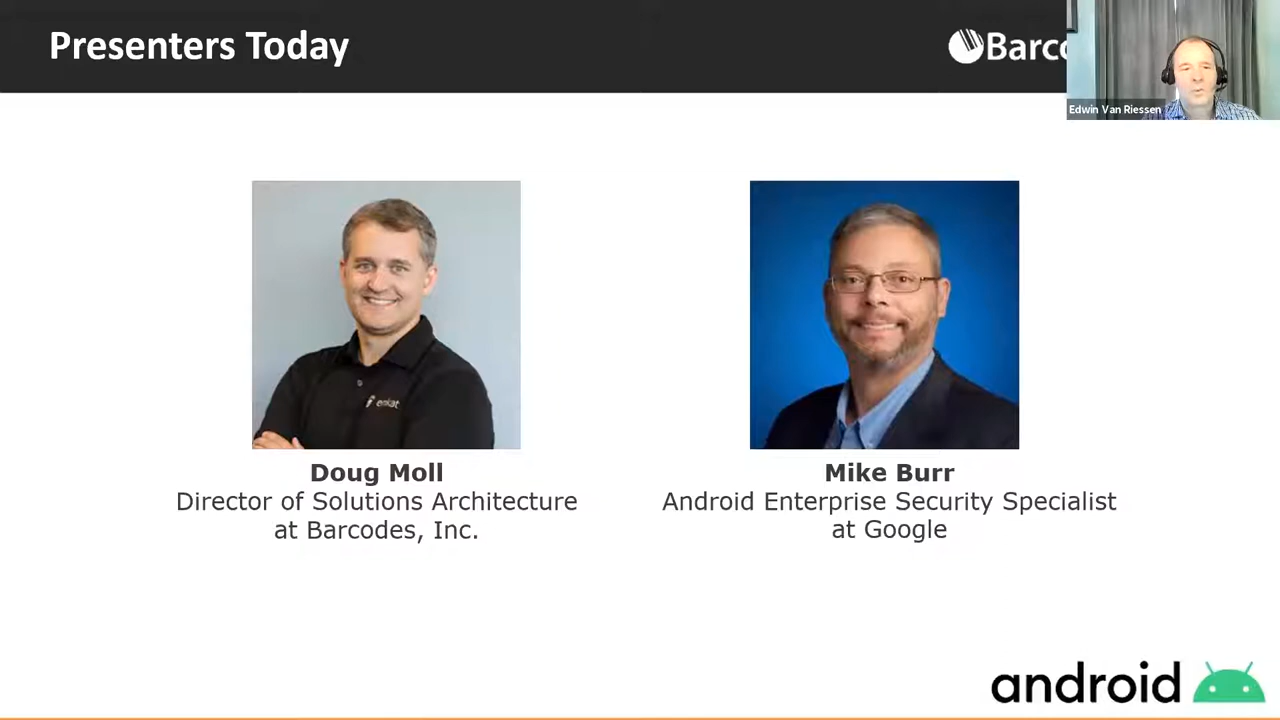 Presenters Today
Barco
Edwin Van Riessen
Doug Moll
Director of Solutions Architecture
at Barcodes, Inc.
Mike Burr
Android Enterprise Security Specialist
at Google
android